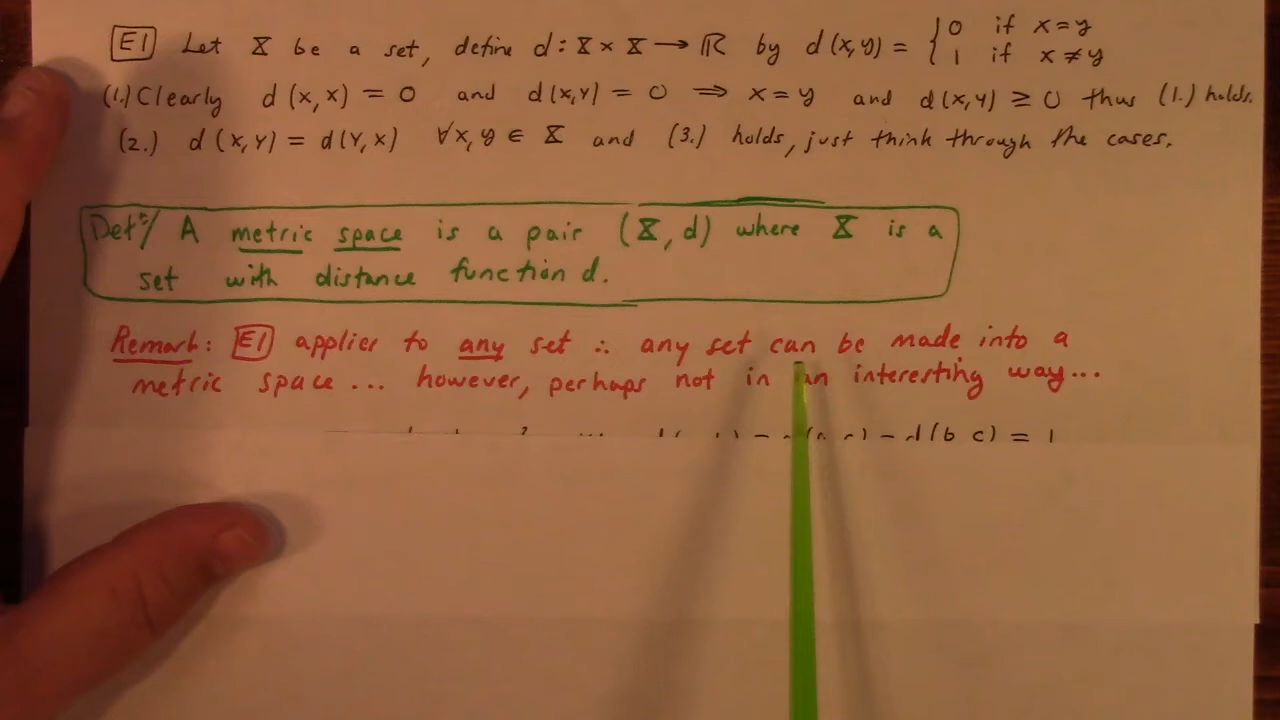 E1 Let X be a set, define d : X × X → ℝ by d(x,y) = { 0 if x=y
1 if x≠y
(1.) Clearly d(x,x) = 0 and d(x,y) = 0 ⇒ x=y and d(x,y) ≥ 0 thus (1.) holds.
(2.) d(x,y) = d(y,x) ∀x,y ∈ X and (3.) holds, just think through the cases.
Defⁿ/ A metric space is a pair (X,d) where X is a
set with distance function d.
Remark: E1 applies to any set ∴ any set can be made into a
metric space ... however, perhaps not in an interesting way...
d(b c) = 1